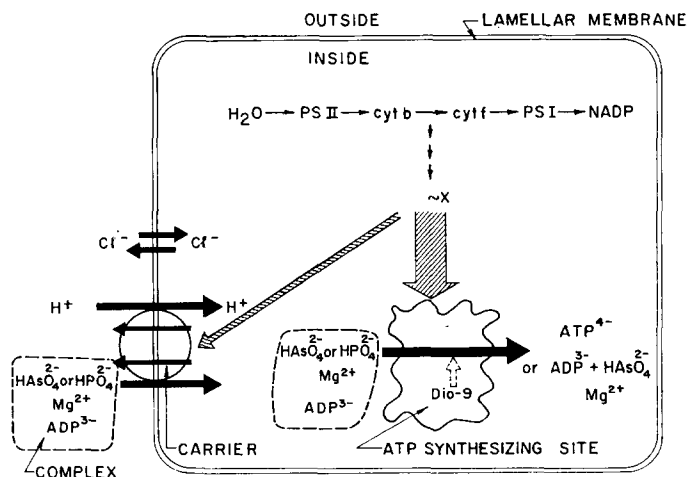 OUTSIDE
LAMELLAR MEMBRANE
INSIDE
H₂O → PS II → cyt b → cyt f → PS I → NADP
~X
Cℓ⁻ Cℓ⁻
H⁺ H⁺
HAsO₄²⁻ or HPO₄²⁻
Mg²⁺
ADP³⁻
HAsO₄²⁻ or HPO₄²⁻
Mg²⁺
ADP³⁻
Dio-9
ATP⁴⁻
or ADP³⁻ + HAsO₄²⁻
Mg²⁺
CARRIER
ATP SYNTHESIZING SITE
COMPLEX